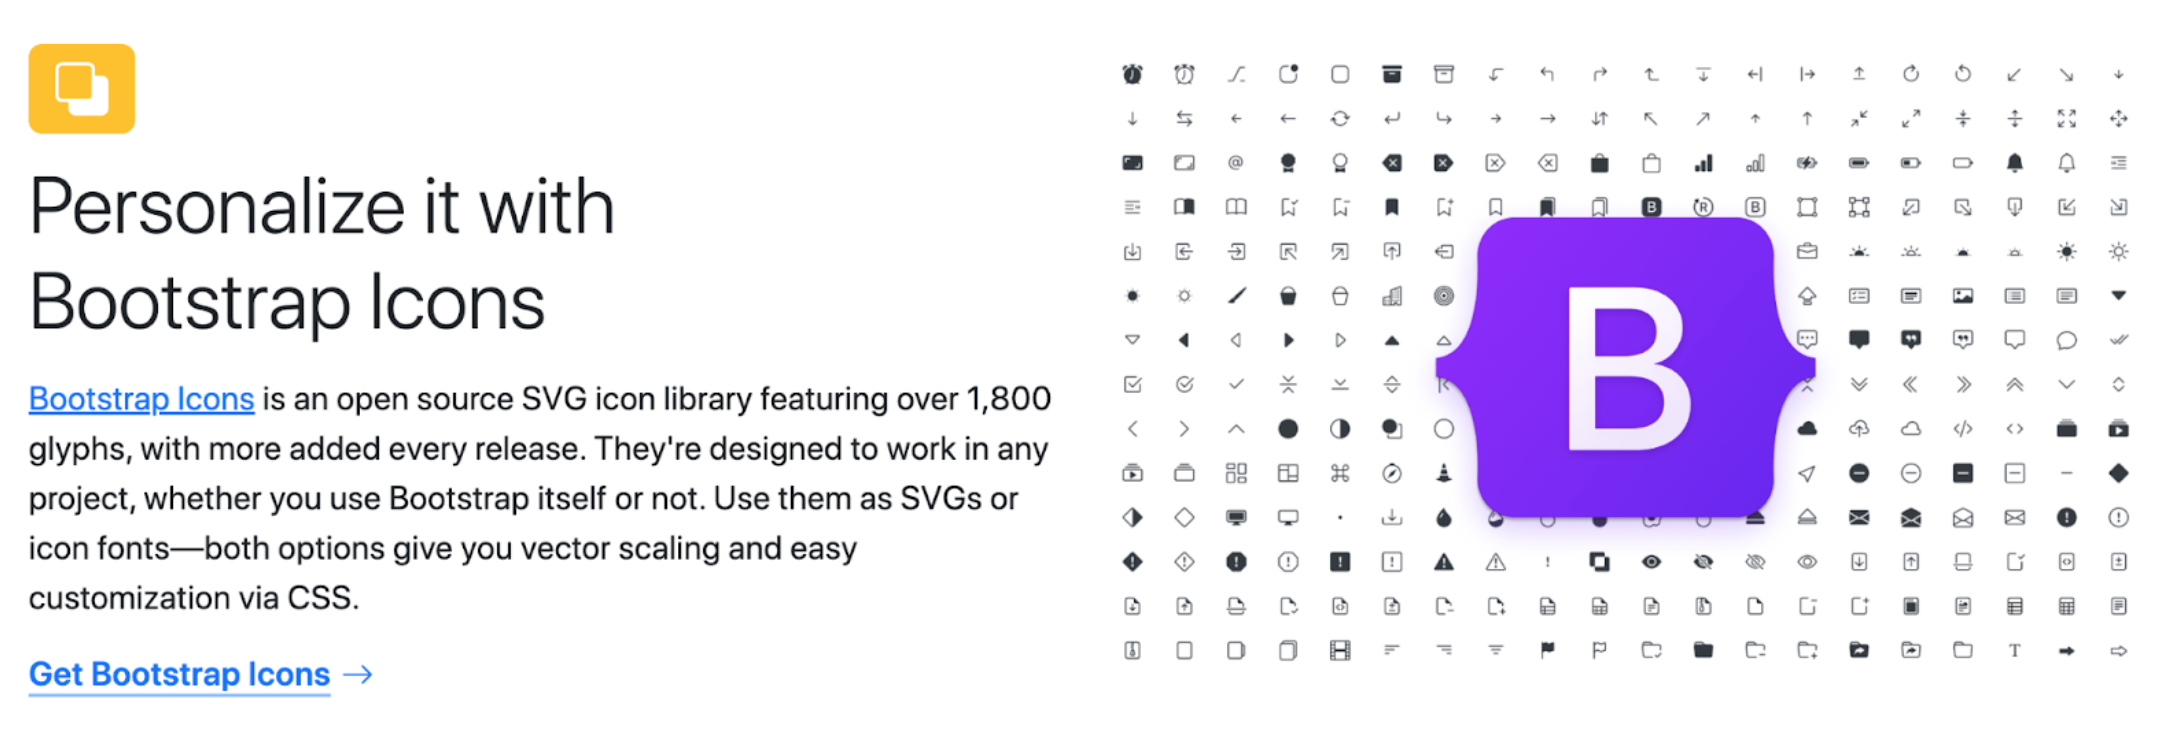 Personalize it with
Bootstrap Icons
Bootstrap Icons is an open source SVG icon library featuring over 1,800
glyphs, with more added every release. They're designed to work in any
project, whether you use Bootstrap itself or not. Use them as SVGs or
icon fonts—both options give you vector scaling and easy
customization via CSS.
Get Bootstrap Icons →
B